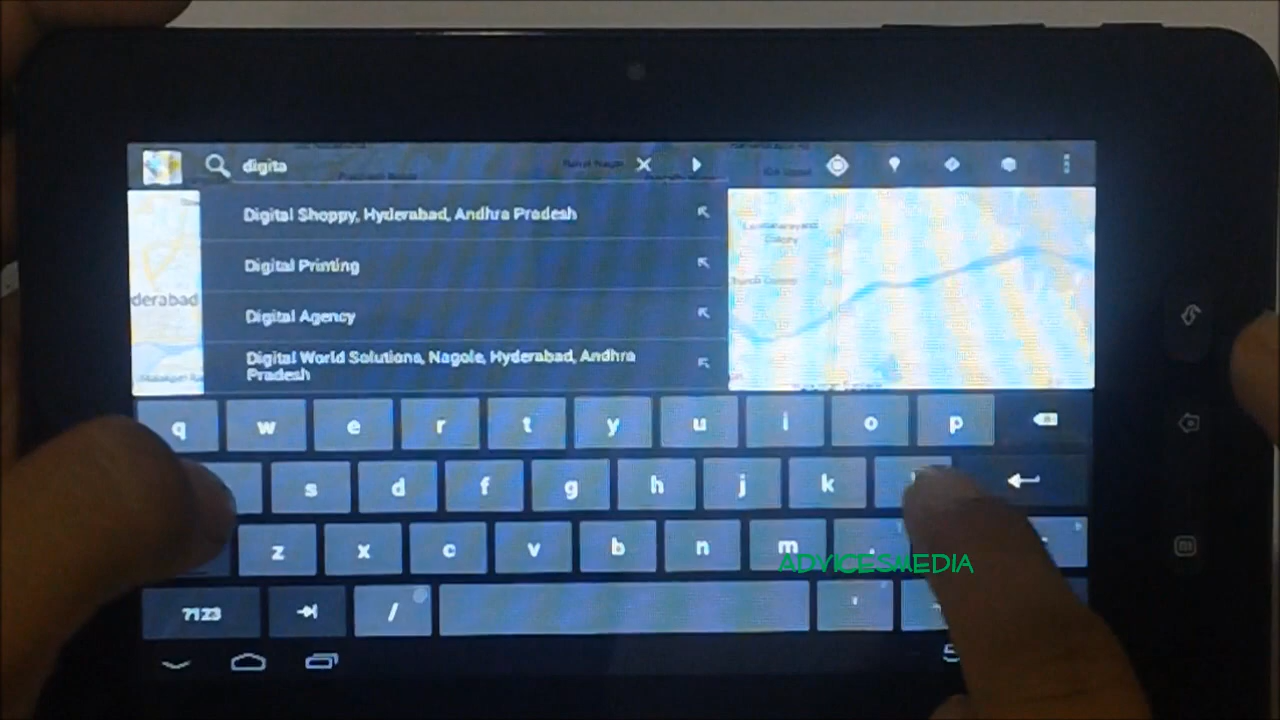 digita
Digital Shoppy, Hyderabad, Andhra Pradesh
Digital Printing
Digital Agency
Digital World Solutions, Nagole, Hyderabad, Andhra
Pradesh
derabad
Colony
q w e r t y u i o p
s d f g h j k
z x c v b n m ,
?123 /
ADVICESMEDIA